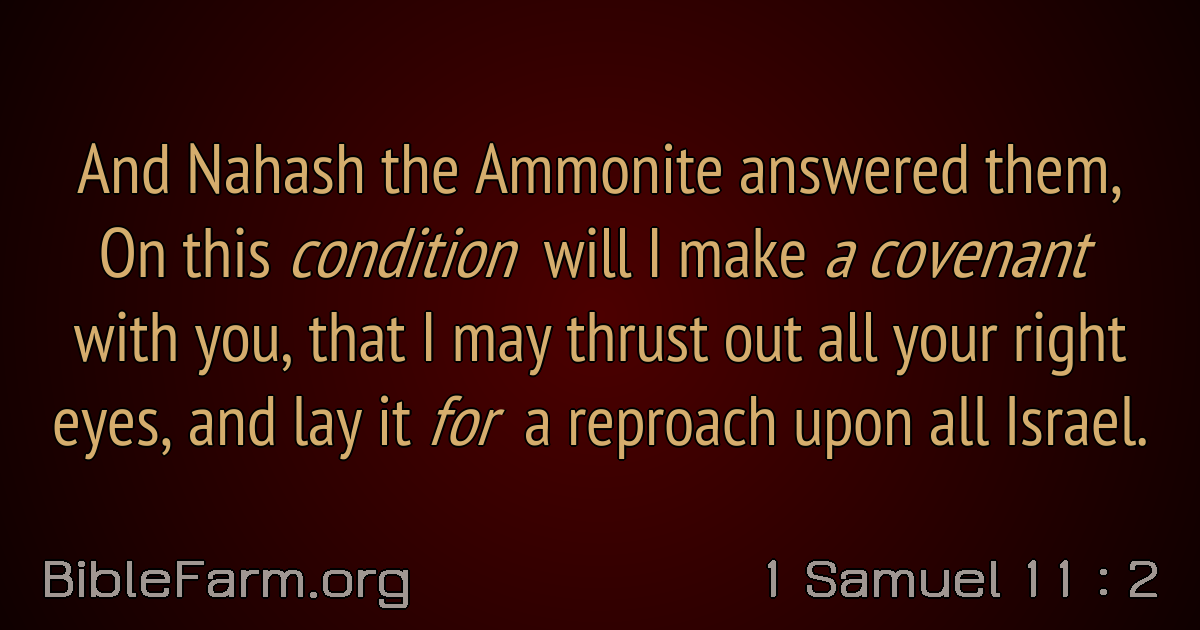 And Nahash the Ammonite answered them,
On this condition will I make a covenant
with you, that I may thrust out all your right
eyes, and lay it for a reproach upon all Israel.
BibleFarm.org
1 Samuel 11 : 2